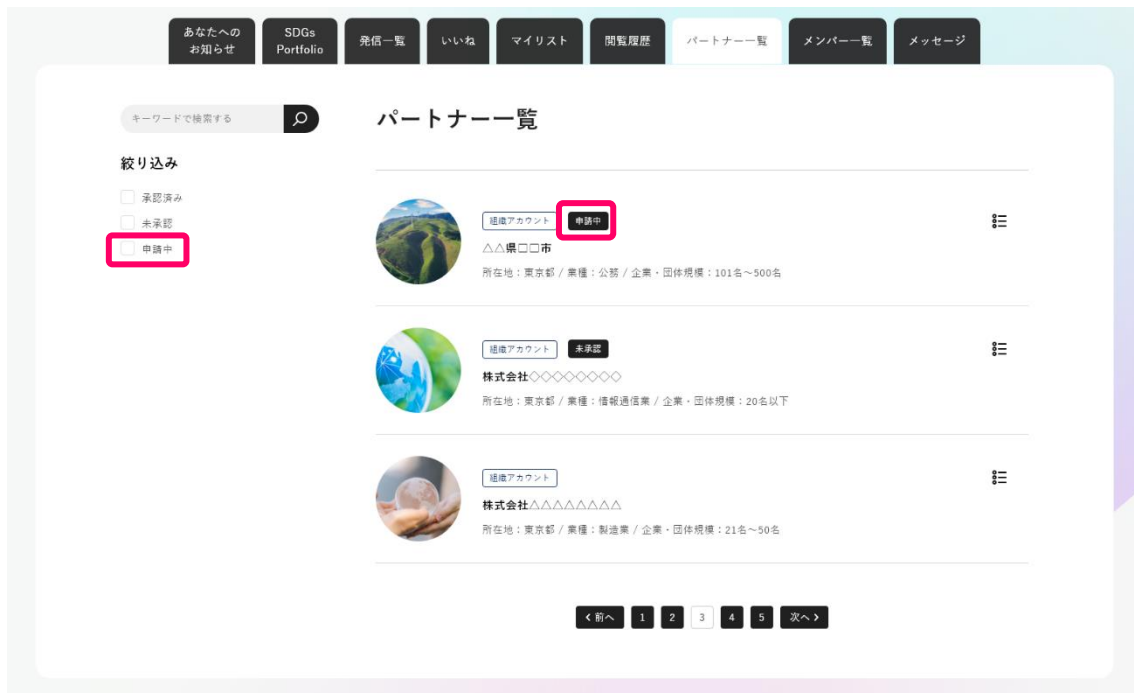 あなたへの
お知らせ
SDGs
Portfolio
発信一覧
いいね
マイリスト
閲覧履歴
パートナー一覧
メンバー一覧
メッセージ
キーワードで検索する
パートナー一覧
絞り込み
承認済み
未承認
申請中
組織アカウント 申請中
△△県□□市
所在地：東京都 / 業種：公務 / 企業・団体規模：101名～500名
組織アカウント 未承認
株式会社◇◇◇◇◇◇◇◇
所在地：東京都 / 業種：情報通信業 / 企業・団体規模：20名以下
組織アカウント
株式会社△△△△△△△△
所在地：東京都 / 業種：製造業 / 企業・団体規模：21名～50名
前へ 1 2 3 4 5 次へ